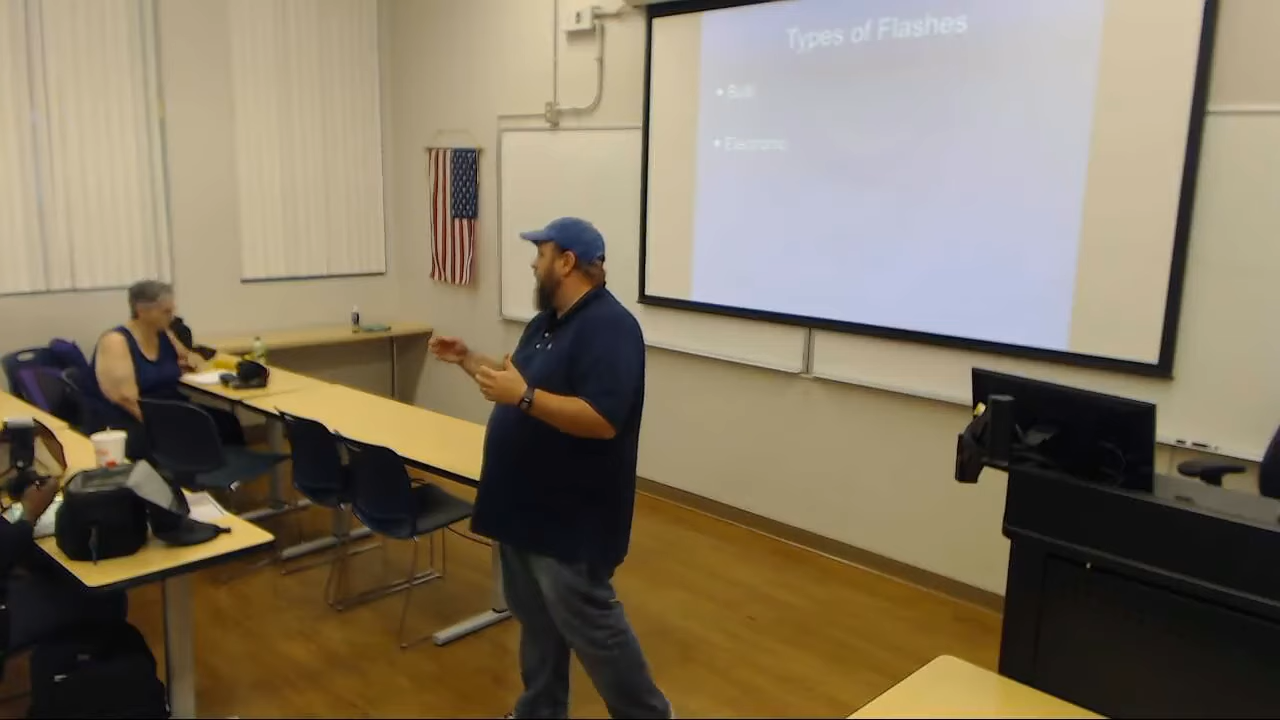 Types of Flashes
• Bulb
• Electronic